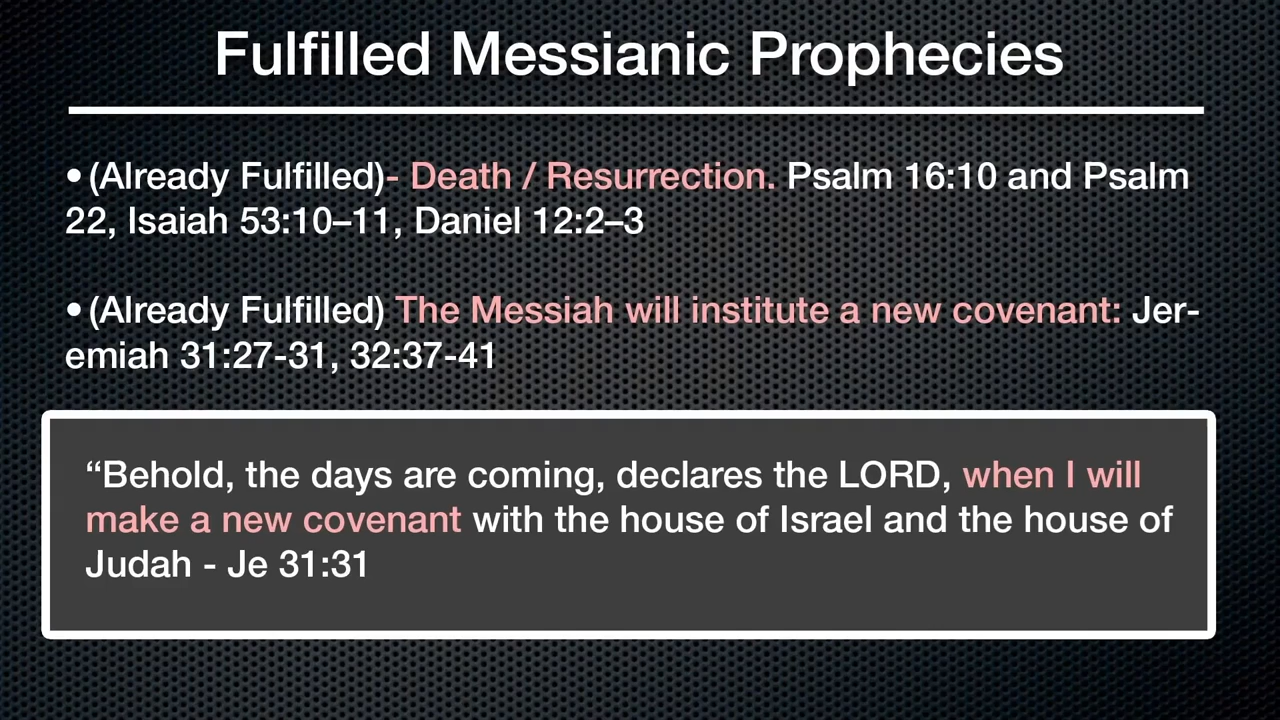 Fulfilled Messianic Prophecies
•(Already Fulfilled)- Death / Resurrection. Psalm 16:10 and Psalm
22, Isaiah 53:10–11, Daniel 12:2–3
•(Already Fulfilled) The Messiah will institute a new covenant: Jer-
emiah 31:27-31, 32:37-41
“Behold, the days are coming, declares the LORD, when I will
make a new covenant with the house of Israel and the house of
Judah - Je 31:31